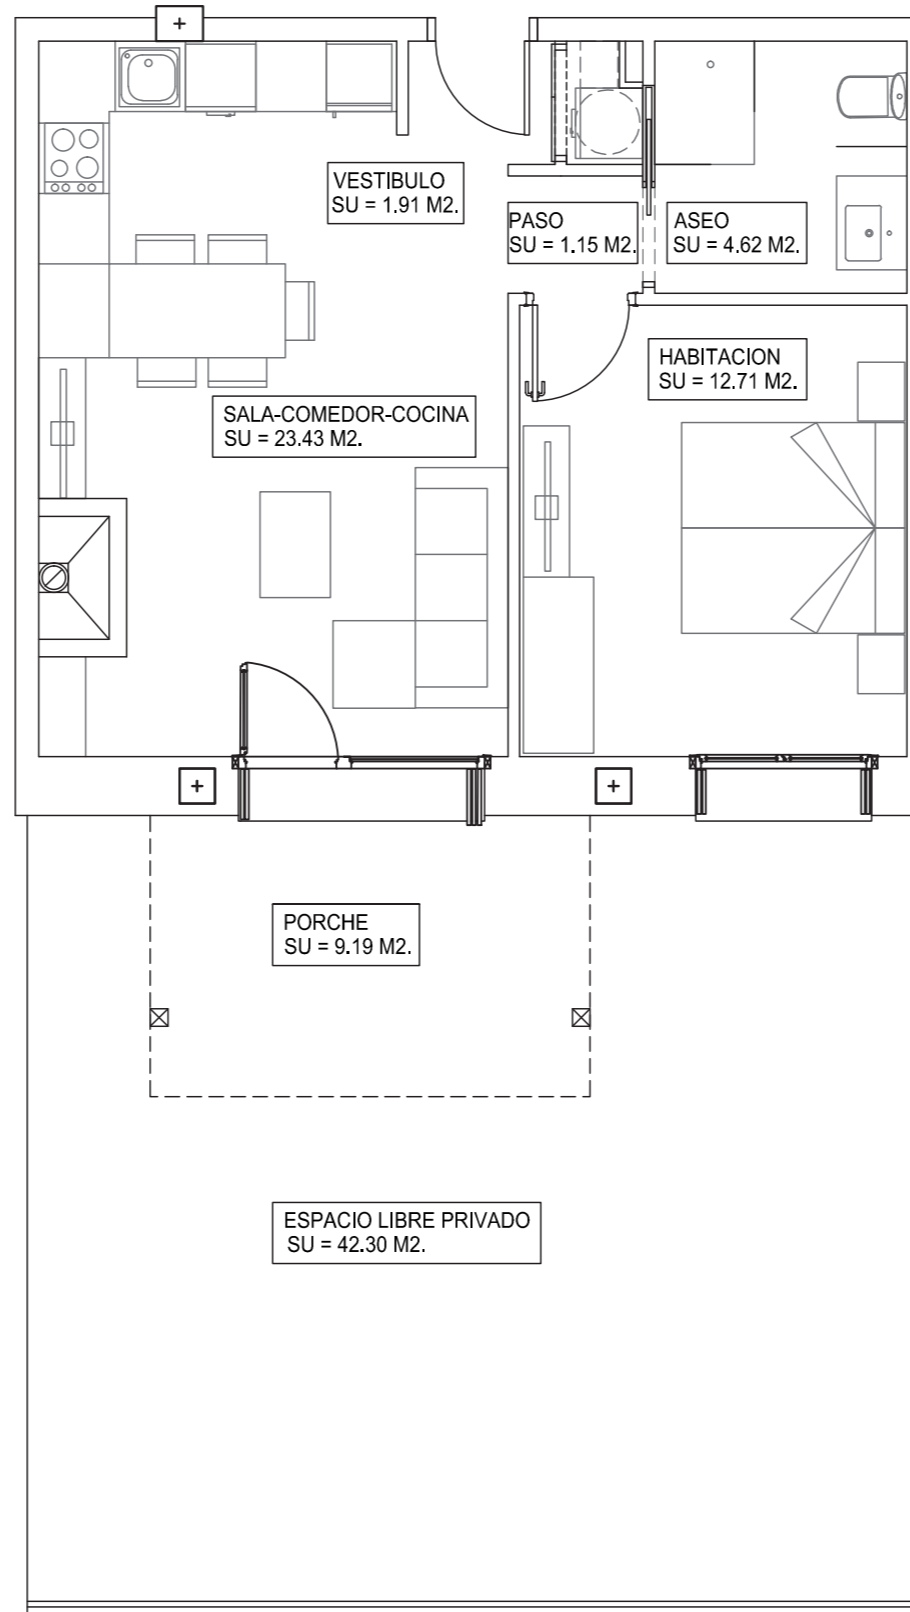 VESTIBULO
SU = 1.91 M2.
PASO
SU = 1.15 M2.
ASEO
SU = 4.62 M2.
HABITACION
SU = 12.71 M2.
SALA-COMEDOR-COCINA
SU = 23.43 M2.
PORCHE
SU = 9.19 M2.
ESPACIO LIBRE PRIVADO
SU = 42.30 M2.